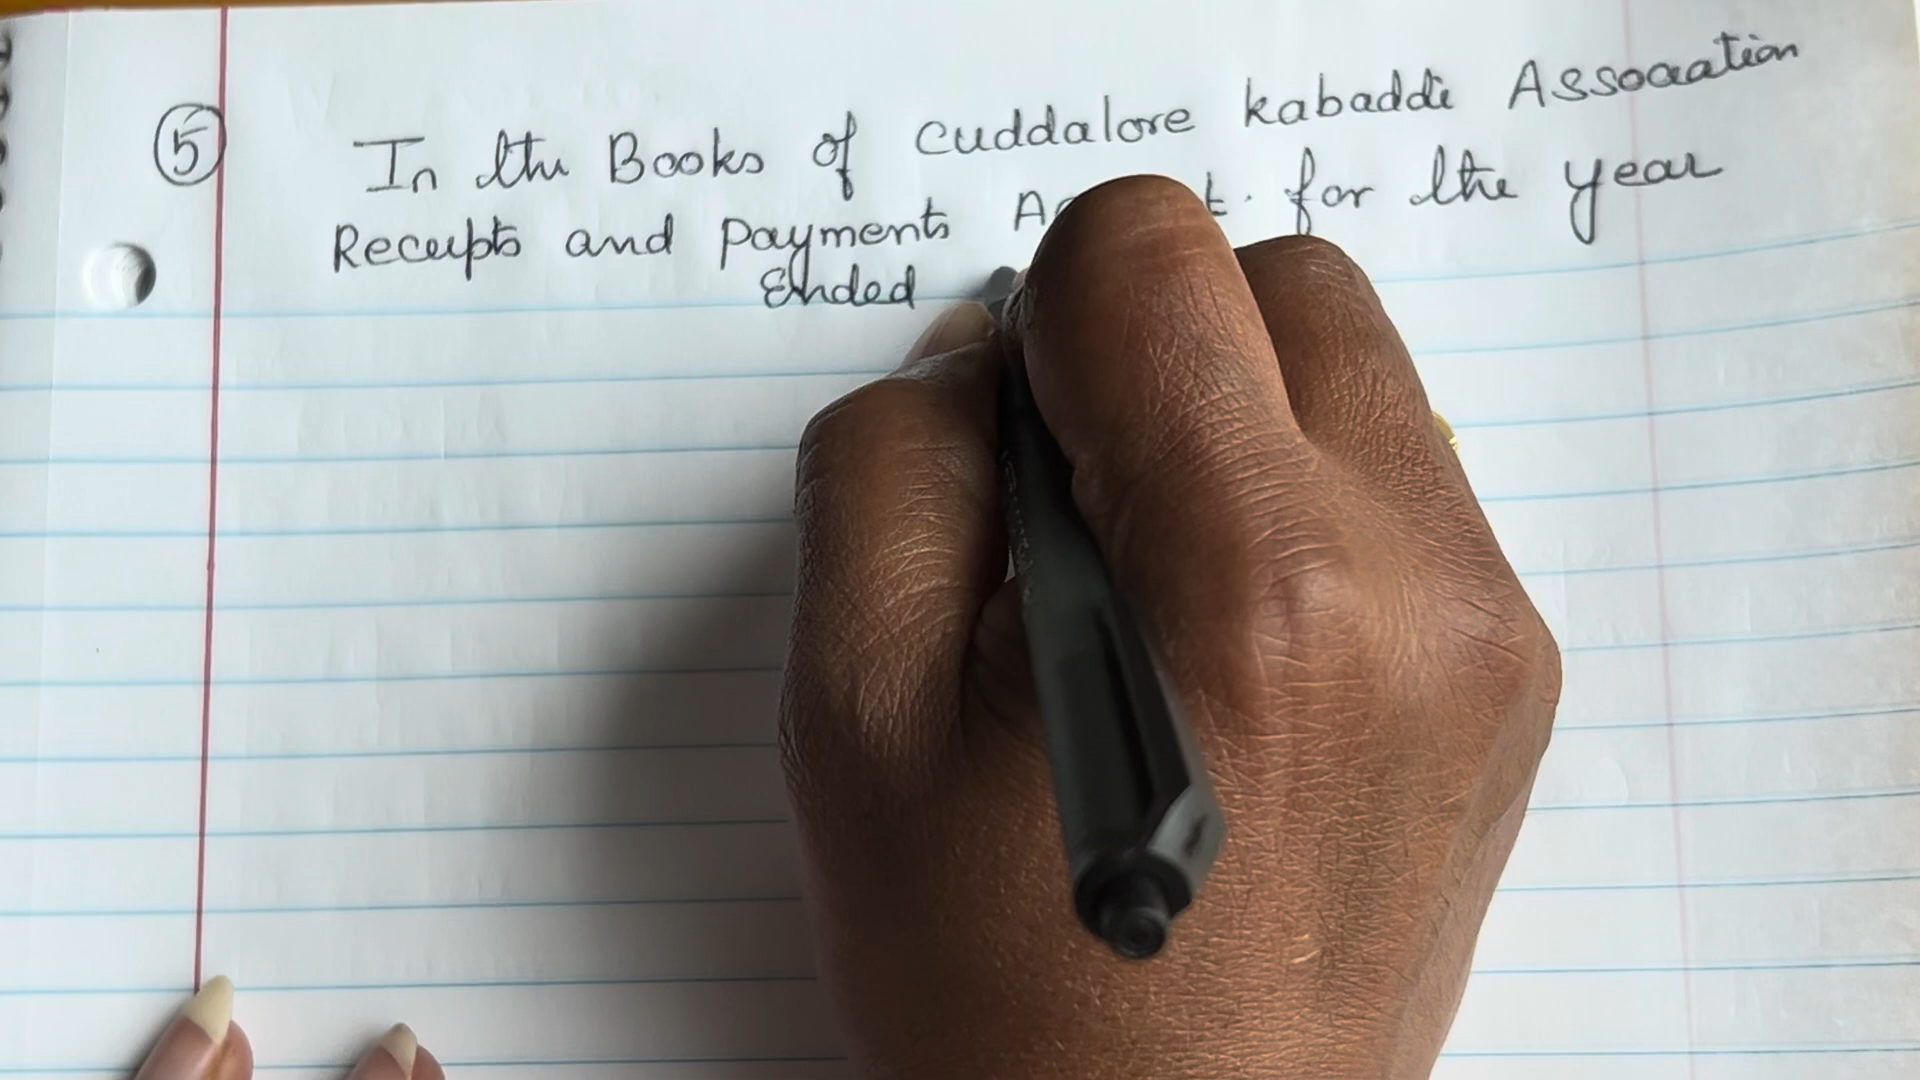 5 In the Books of Cuddalore kabaddi Association
Receipts and Payments for the Year
Ended